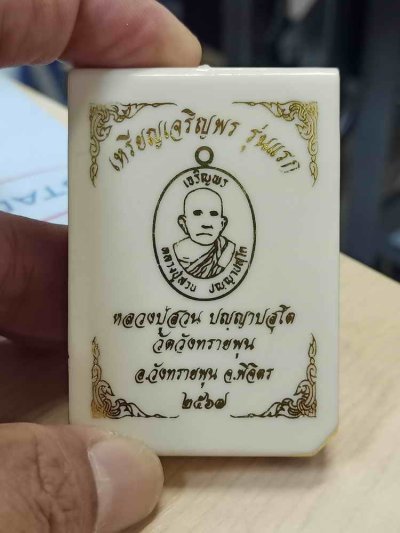 เหรียญเจริญพร รุ่นแรก
เจริญพร
หลวงปู่สวน ปญฺญาปสุโต
หลวงปู่สวน ปญฺญาปสุโต
วัดวังทรายพูน
อ.วังทรายพูน จ.พิจิตร
๒๕๖๗